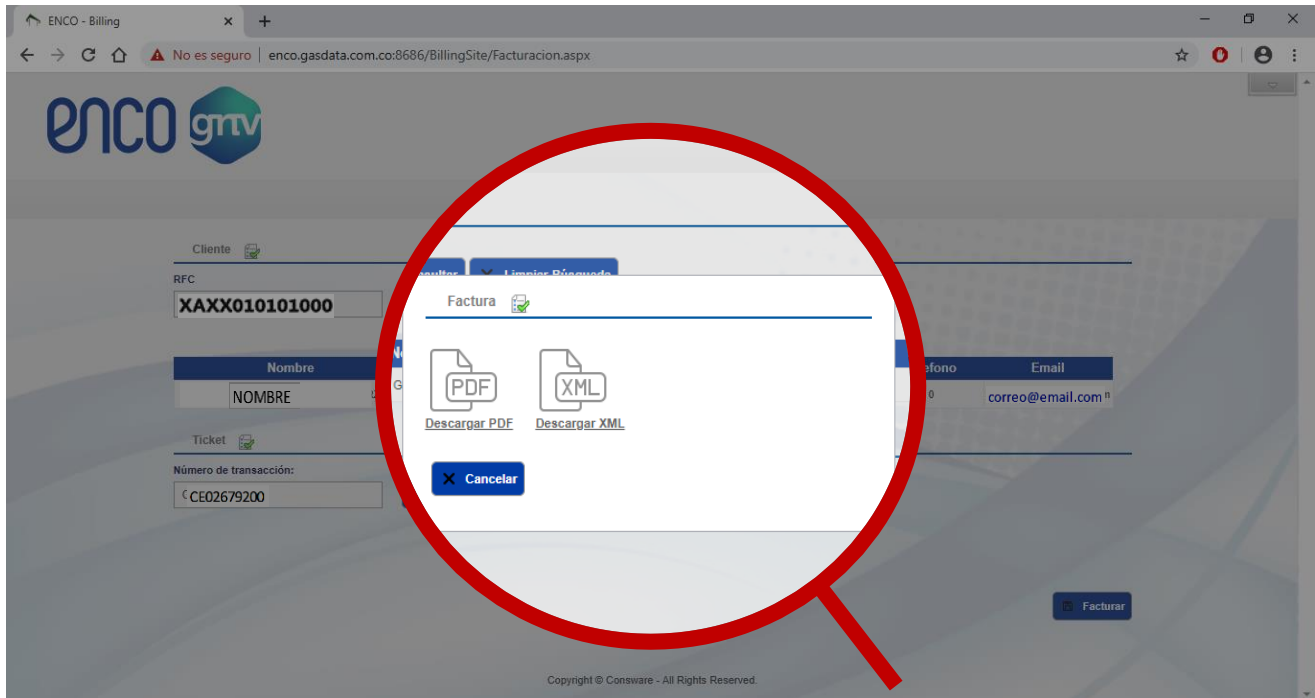 ENCO - Billing
No es seguro | enco.gasdata.com.co:8686/BillingSite/Facturacion.aspx
enco gnv
Cliente
RFC
XAXX010101000
Limpiar Búsqueda
Factura
PDF XML
Descargar PDF Descargar XML
Cancelar
Nombre Email
NOMBRE correo@email.com
Ticket
Número de transacción:
CE02679200
Facturar
Copyright © Consware - All Rights Reserved.